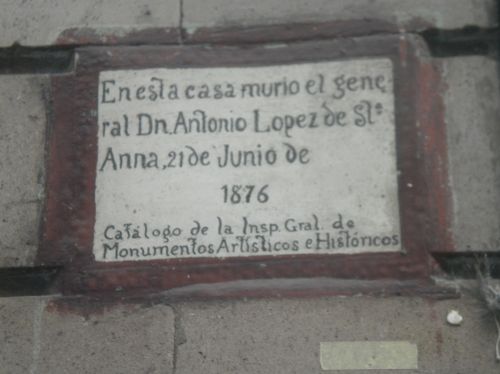 En esta casa murio el gene
ral Dn. Antonio Lopez de Sta.
Anna, 21 de Junio de
1876
Catálogo de la Insp. Gral. de
Monumentos Artísticos e Históricos